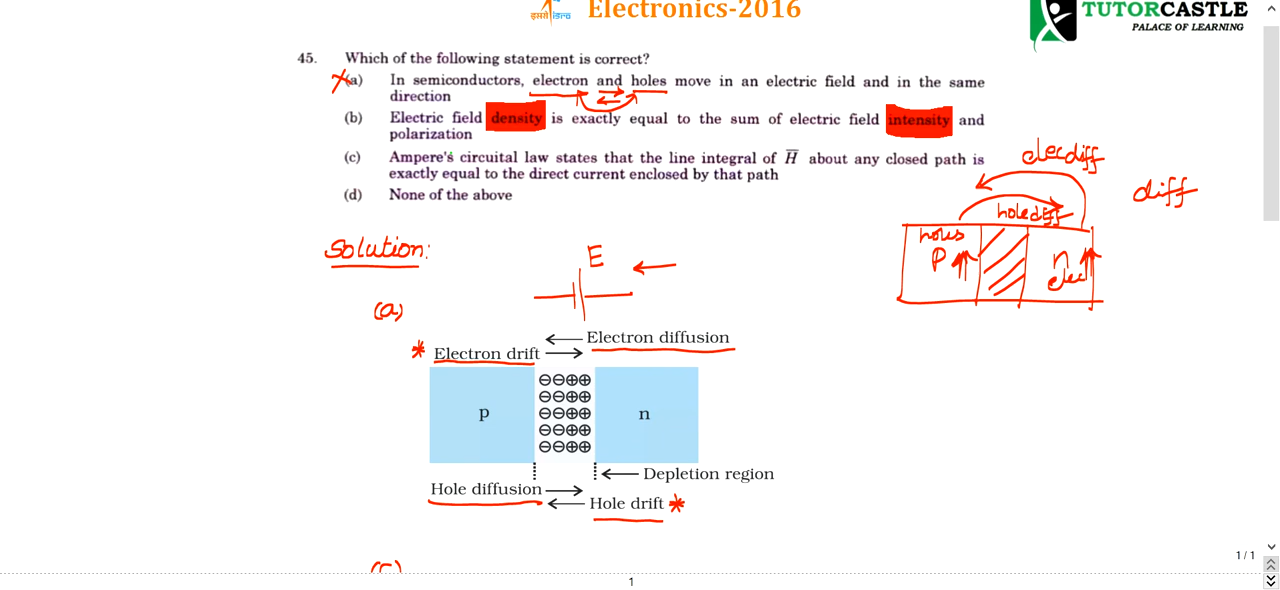 इसरो isro Electronics-2016
TUTORCASTLE
PALACE OF LEARNING
45. Which of the following statement is correct?
(a) In semiconductors, electron and holes move in an electric field and in the same
direction
(b) Electric field density is exactly equal to the sum of electric field intensity and
polarization
(c) Ampere's circuital law states that the line integral of H̅ about any closed path is
exactly equal to the direct current enclosed by that path
(d) None of the above
elec diff
diff
hole diff
holes
P
n
elec
Solution:
E
(a)
Electron diffusion
* Electron drift
p
n
Depletion region
Hole diffusion
Hole drift *
(c)
1 / 1
1